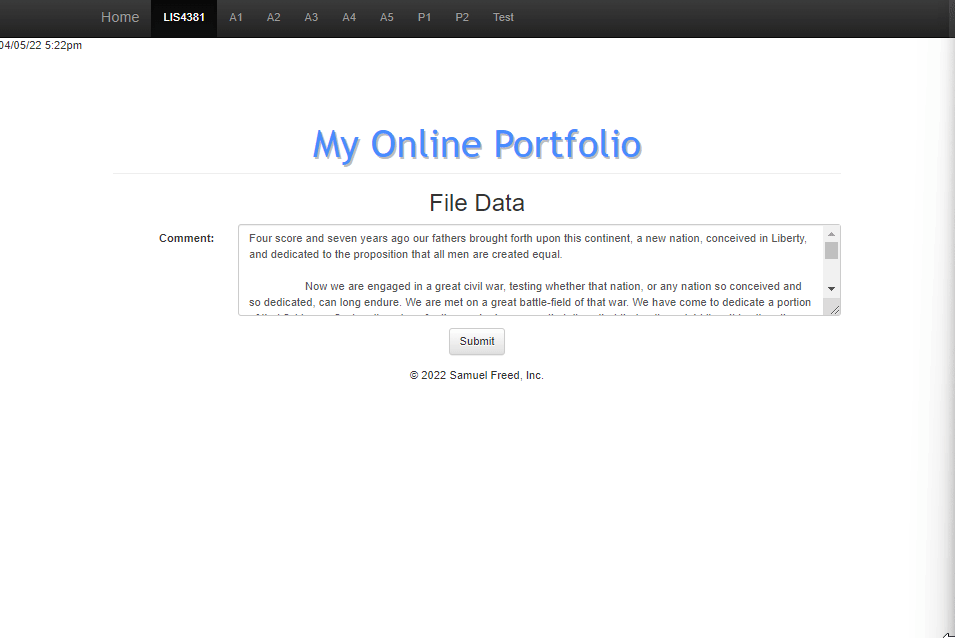 Home LIS4381 A1 A2 A3 A4 A5 P1 P2 Test
04/05/22 5:22pm
My Online Portfolio
File Data
Comment:
Four score and seven years ago our fathers brought forth upon this continent, a new nation, conceived in Liberty,
and dedicated to the proposition that all men are created equal.
Now we are engaged in a great civil war, testing whether that nation, or any nation so conceived and
so dedicated, can long endure. We are met on a great battle-field of that war. We have come to dedicate a portion
Submit
© 2022 Samuel Freed, Inc.